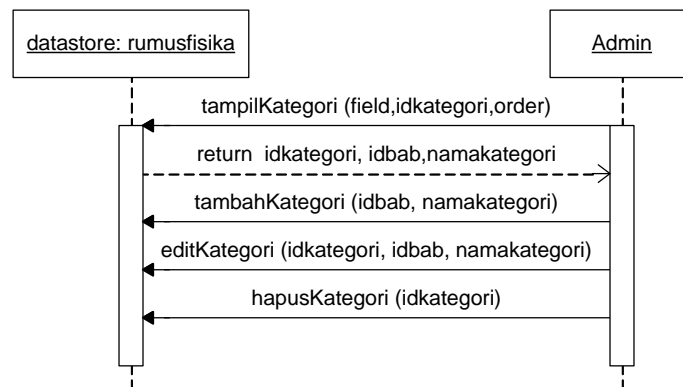 datastore: rumusfisika
Admin
tampilKategori (field,idkategori,order)
return idkategori, idbab,namakategori
tambahKategori (idbab, namakategori)
editKategori (idkategori, idbab, namakategori)
hapusKategori (idkategori)